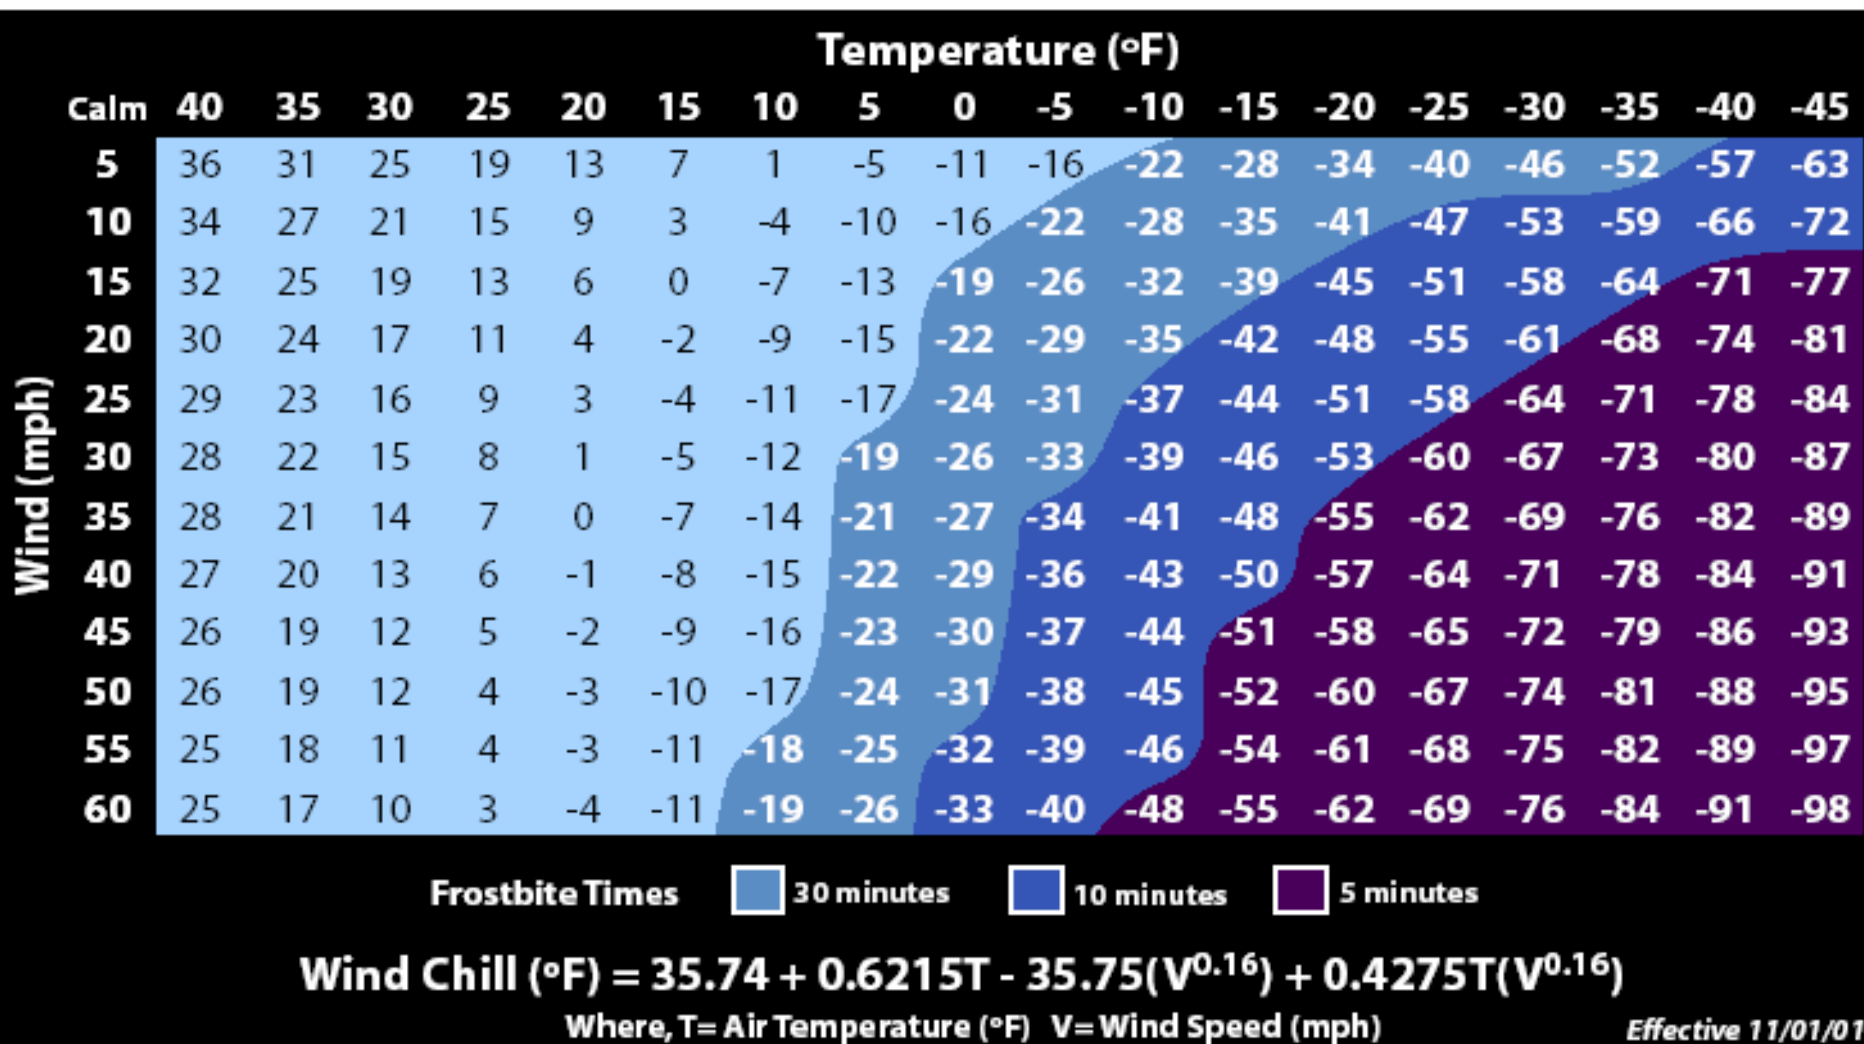 Temperature (ºF)
Calm 40 35 30 25 20 15 10 5 0 -5 -10 -15 -20 -25 -30 -35 -40 -45
Wind (mph)
5 36 31 25 19 13 7 1 -5 -11 -16 -22 -28 -34 -40 -46 -52 -57 -63
10 34 27 21 15 9 3 -4 -10 -16 -22 -28 -35 -41 -47 -53 -59 -66 -72
15 32 25 19 13 6 0 -7 -13 -19 -26 -32 -39 -45 -51 -58 -64 -71 -77
20 30 24 17 11 4 -2 -9 -15 -22 -29 -35 -42 -48 -55 -61 -68 -74 -81
25 29 23 16 9 3 -4 -11 -17 -24 -31 -37 -44 -51 -58 -64 -71 -78 -84
30 28 22 15 8 1 -5 -12 -19 -26 -33 -39 -46 -53 -60 -67 -73 -80 -87
35 28 21 14 7 0 -7 -14 -21 -27 -34 -41 -48 -55 -62 -69 -76 -82 -89
40 27 20 13 6 -1 -8 -15 -22 -29 -36 -43 -50 -57 -64 -71 -78 -84 -91
45 26 19 12 5 -2 -9 -16 -23 -30 -37 -44 -51 -58 -65 -72 -79 -86 -93
50 26 19 12 4 -3 -10 -17 -24 -31 -38 -45 -52 -60 -67 -74 -81 -88 -95
55 25 18 11 4 -3 -11 -18 -25 -32 -39 -46 -54 -61 -68 -75 -82 -89 -97
60 25 17 10 3 -4 -11 -19 -26 -33 -40 -48 -55 -62 -69 -76 -84 -91 -98
Frostbite Times 30 minutes 10 minutes 5 minutes
Wind Chill (ºF) = 35.74 + 0.6215T - 35.75(V⁰·¹⁶) + 0.4275T(V⁰·¹⁶)
Where, T= Air Temperature (ºF) V= Wind Speed (mph)
Effective 11/01/01